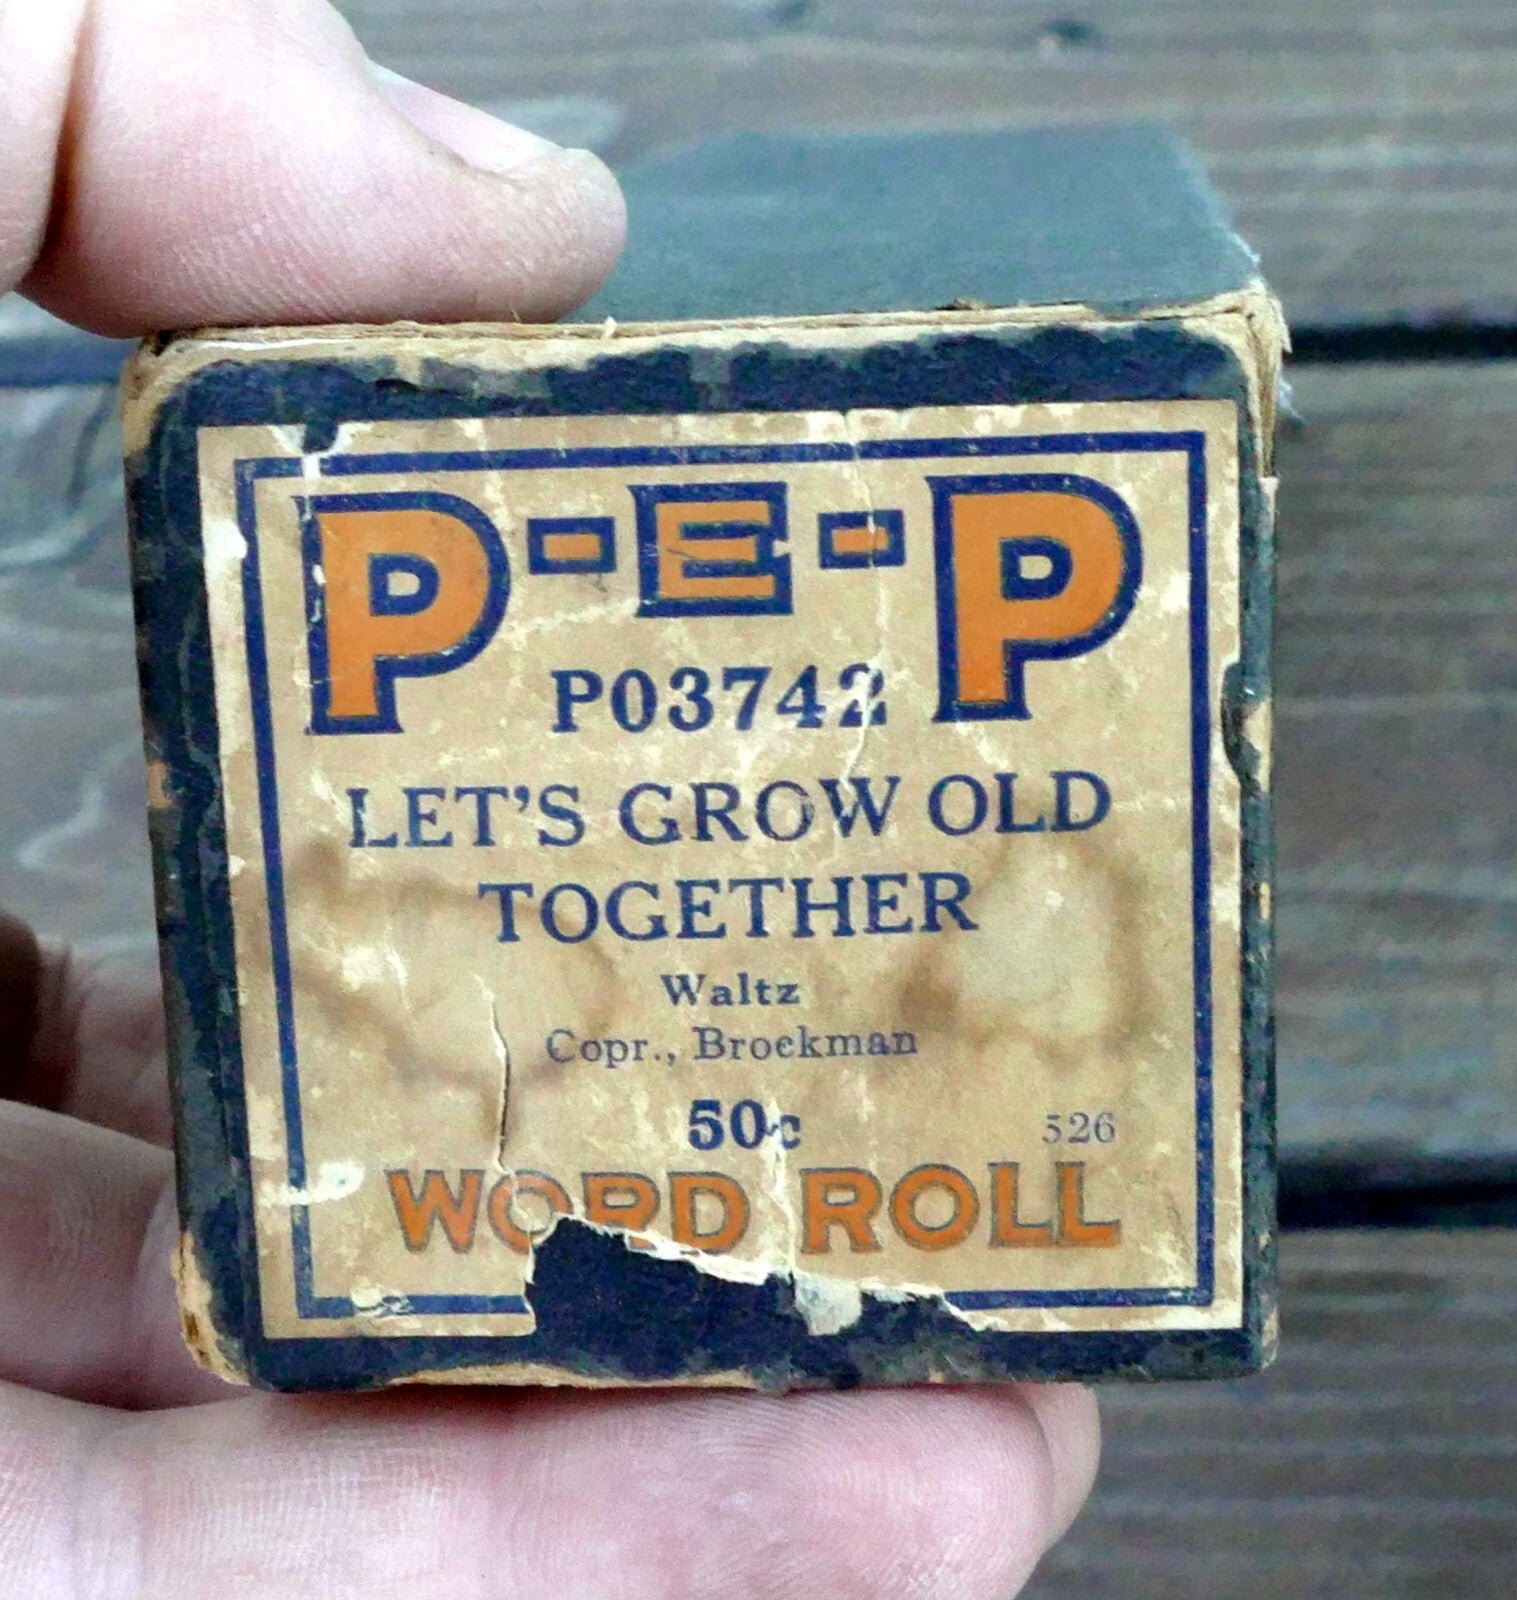 P-E-P
P03742
LET'S GROW OLD
TOGETHER
Waltz
Copr., Brockman
50c
526
WORD ROLL